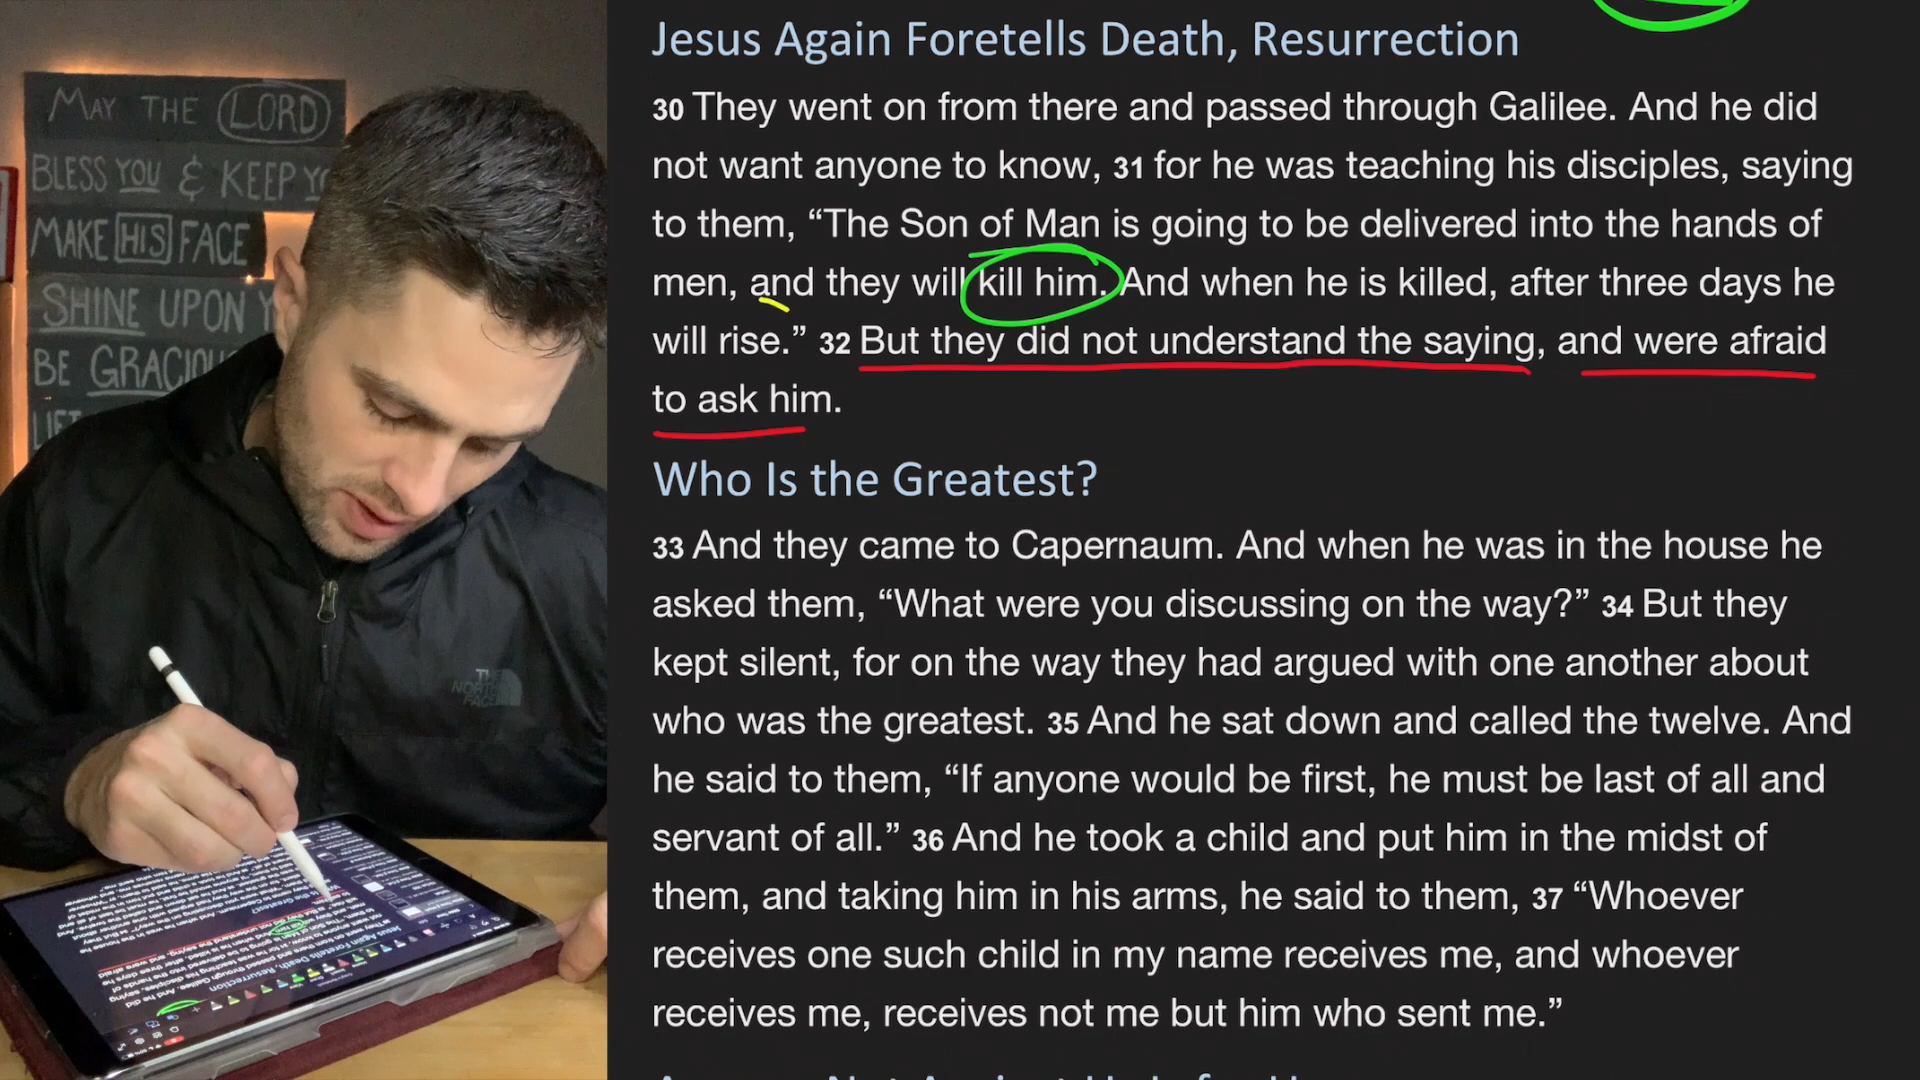 MAY THE LORD
BLESS YOU & KEEP
MAKE HIS FACE
SHINE UPON
BE GRACIOU
THE
NORTH
FACE
Jesus Again Foretells Death, Resurrection
30 They went on from there and passed through Galilee. And he did
not want anyone to know, 31 for he was teaching his disciples, saying
to them, “The Son of Man is going to be delivered into the hands of
men, and they will kill him. And when he is killed, after three days he
will rise.” 32 But they did not understand the saying, and were afraid
to ask him.
Who Is the Greatest?
33 And they came to Capernaum. And when he was in the house he
asked them, “What were you discussing on the way?” 34 But they
kept silent, for on the way they had argued with one another about
who was the greatest. 35 And he sat down and called the twelve. And
he said to them, “If anyone would be first, he must be last of all and
servant of all.” 36 And he took a child and put him in the midst of
them, and taking him in his arms, he said to them, 37 “Whoever
receives one such child in my name receives me, and whoever
receives me, receives not me but him who sent me.”